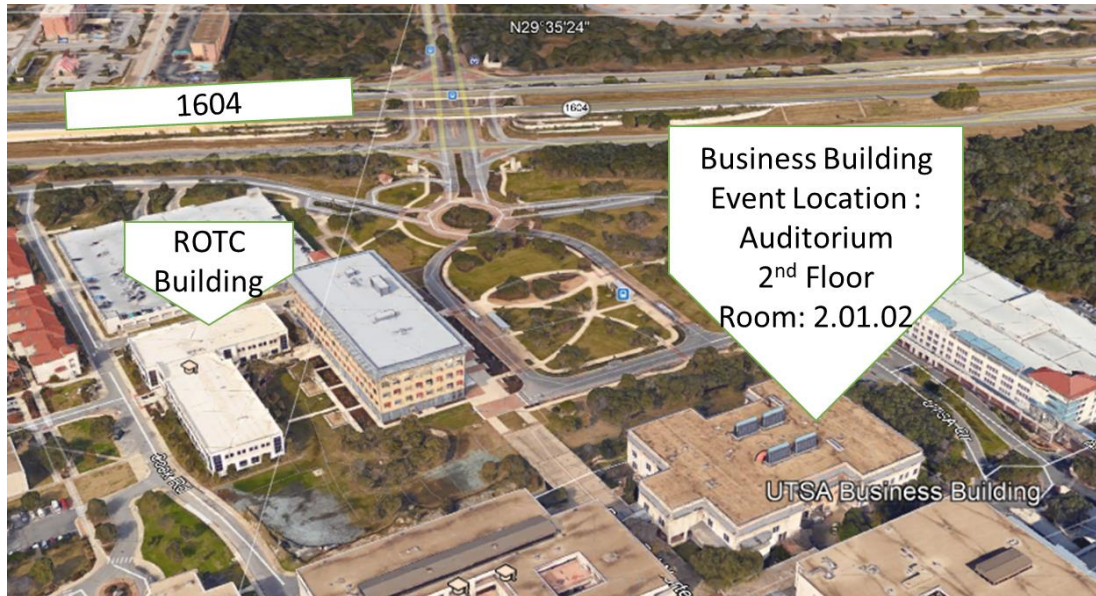 N29°35'24"
1604
1604
Business Building
Event Location :
Auditorium
2nd Floor
Room: 2.01.02
ROTC
Building
UTSA Business Building